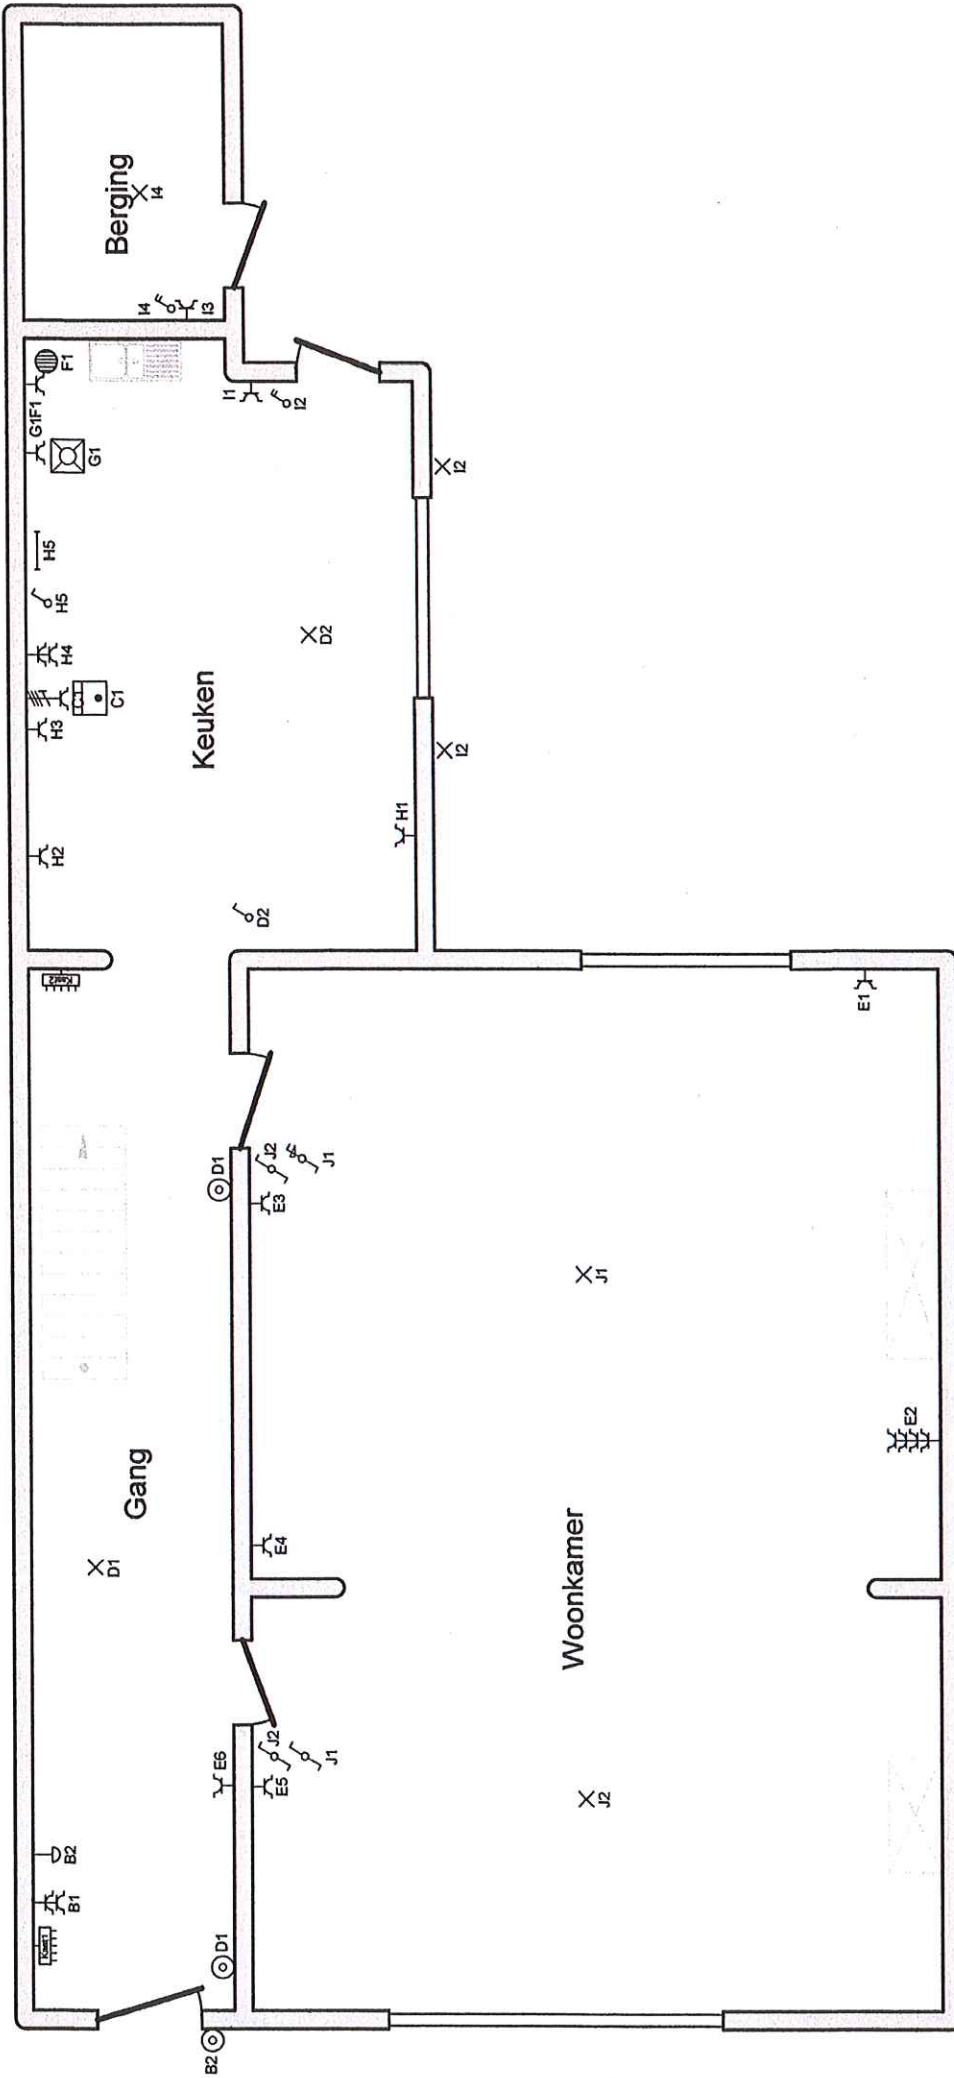 Berging
I4
I4
I3
F1
G1F1
G1
I1
I2
I2
H5
H5
D2
H4
C1
H3
Keuken
I2
H1
H2
D2
Kast2
E1
D1
J2
J1
E3
J1
E2
Gang
D1
E4
Woonkamer
J2
J1
E6
E5
J2
B2
B1
Kast1
D1
B2